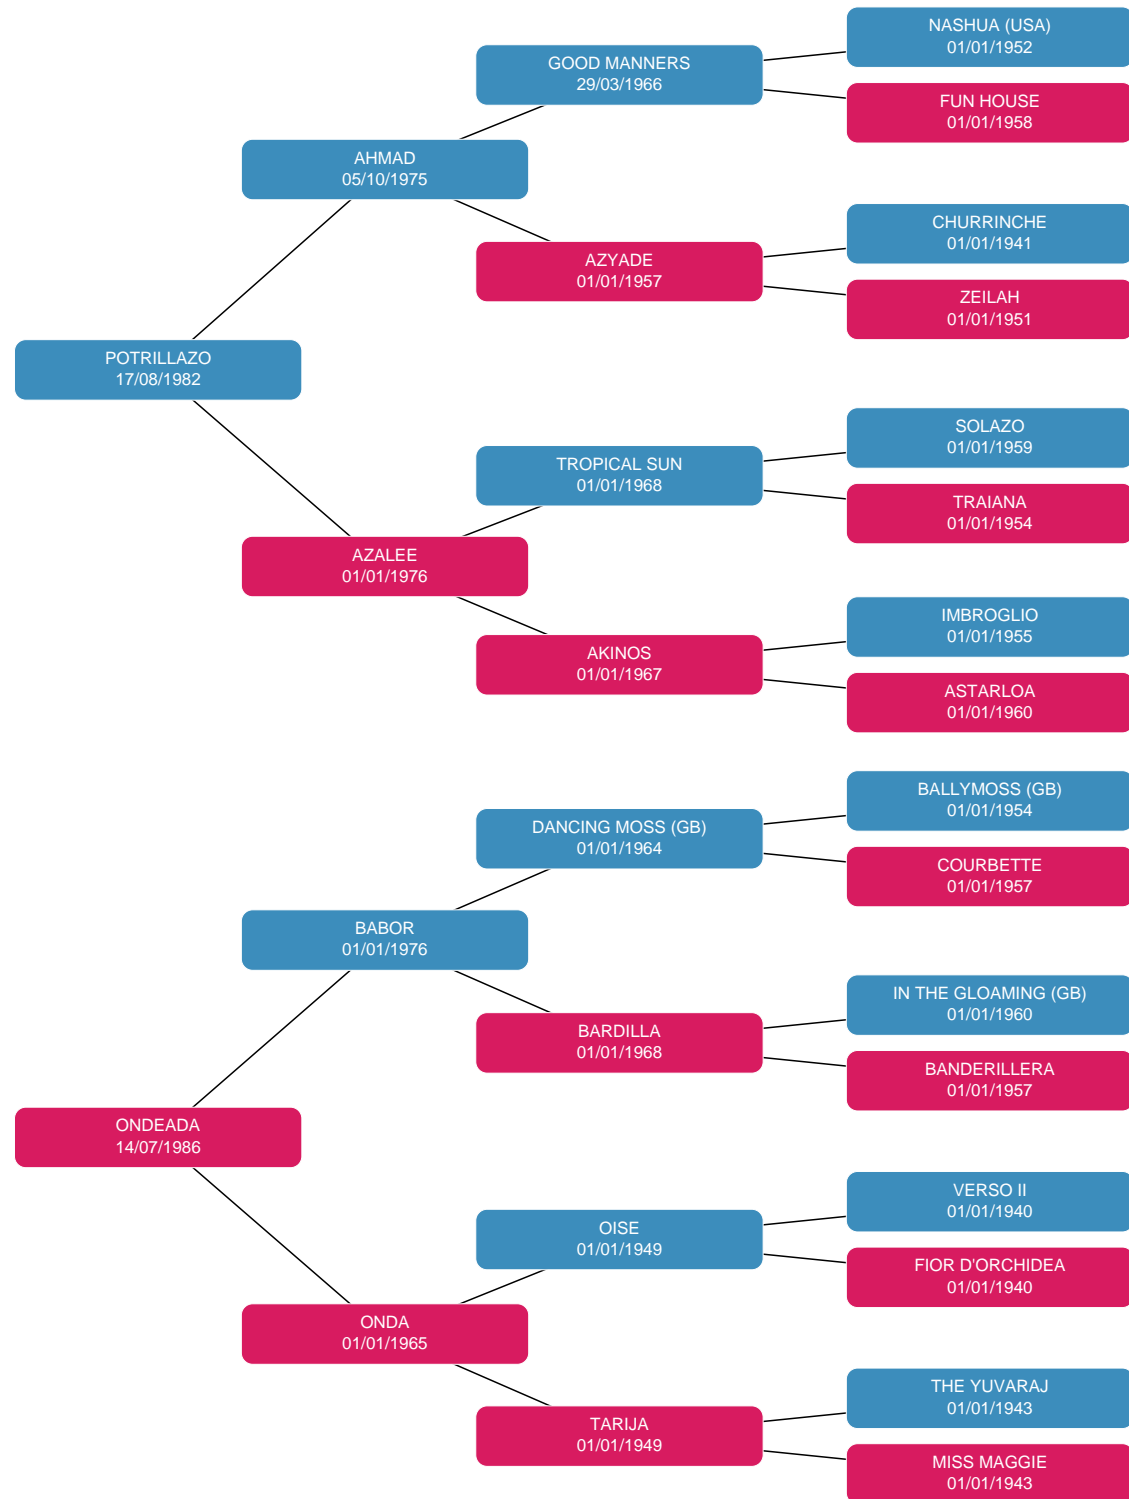 NASHUA (USA)
01/01/1952
GOOD MANNERS
29/03/1966
FUN HOUSE
01/01/1958
AHMAD
05/10/1975
CHURRINCHE
01/01/1941
AZYADE
01/01/1957
ZEILAH
01/01/1951
POTRILLAZO
17/08/1982
SOLAZO
01/01/1959
TROPICAL SUN
01/01/1968
TRAIANA
01/01/1954
AZALEE
01/01/1976
IMBROGLIO
01/01/1955
AKINOS
01/01/1967
ASTARLOA
01/01/1960
BALLYMOSS (GB)
01/01/1954
DANCING MOSS (GB)
01/01/1964
COURBETTE
01/01/1957
BABOR
01/01/1976
IN THE GLOAMING (GB)
01/01/1960
BARDILLA
01/01/1968
BANDERILLERA
01/01/1957
ONDEADA
14/07/1986
VERSO II
01/01/1940
OISE
01/01/1949
FIOR D'ORCHIDEA
01/01/1940
ONDA
01/01/1965
THE YUVARAJ
01/01/1943
TARIJA
01/01/1949
MISS MAGGIE
01/01/1943